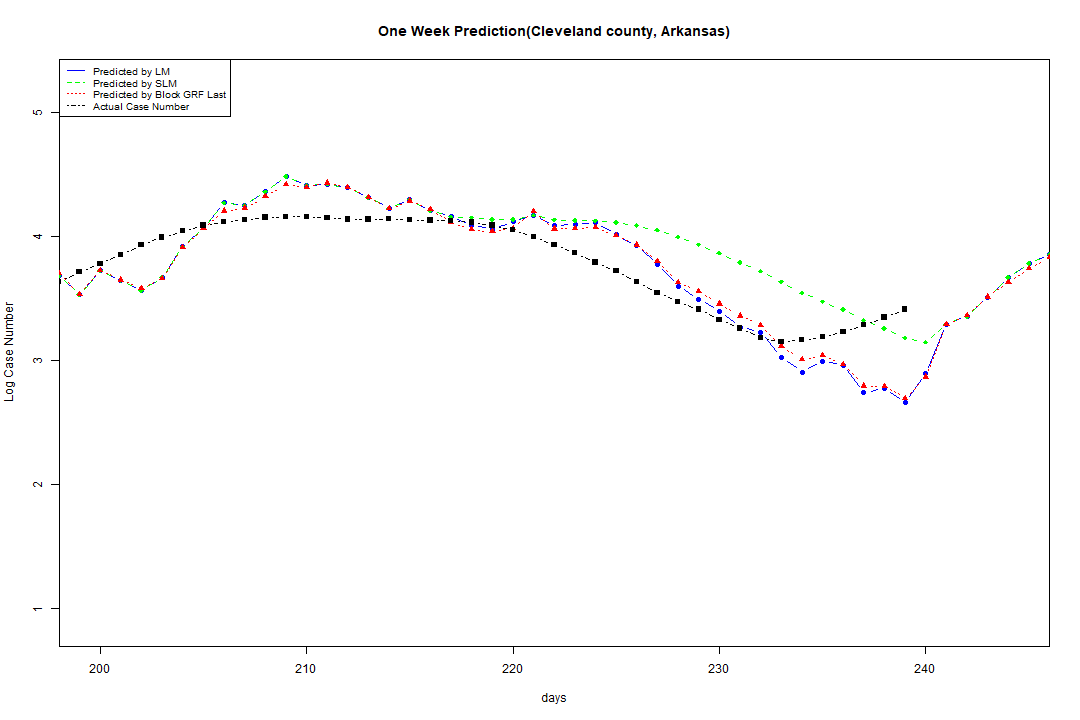 One Week Prediction(Cleveland county, Arkansas)
Predicted by LM
Predicted by SLM
Predicted by Block GRF Last
Actual Case Number
5
4
3
2
1
Log Case Number
200 210 220 230 240
days